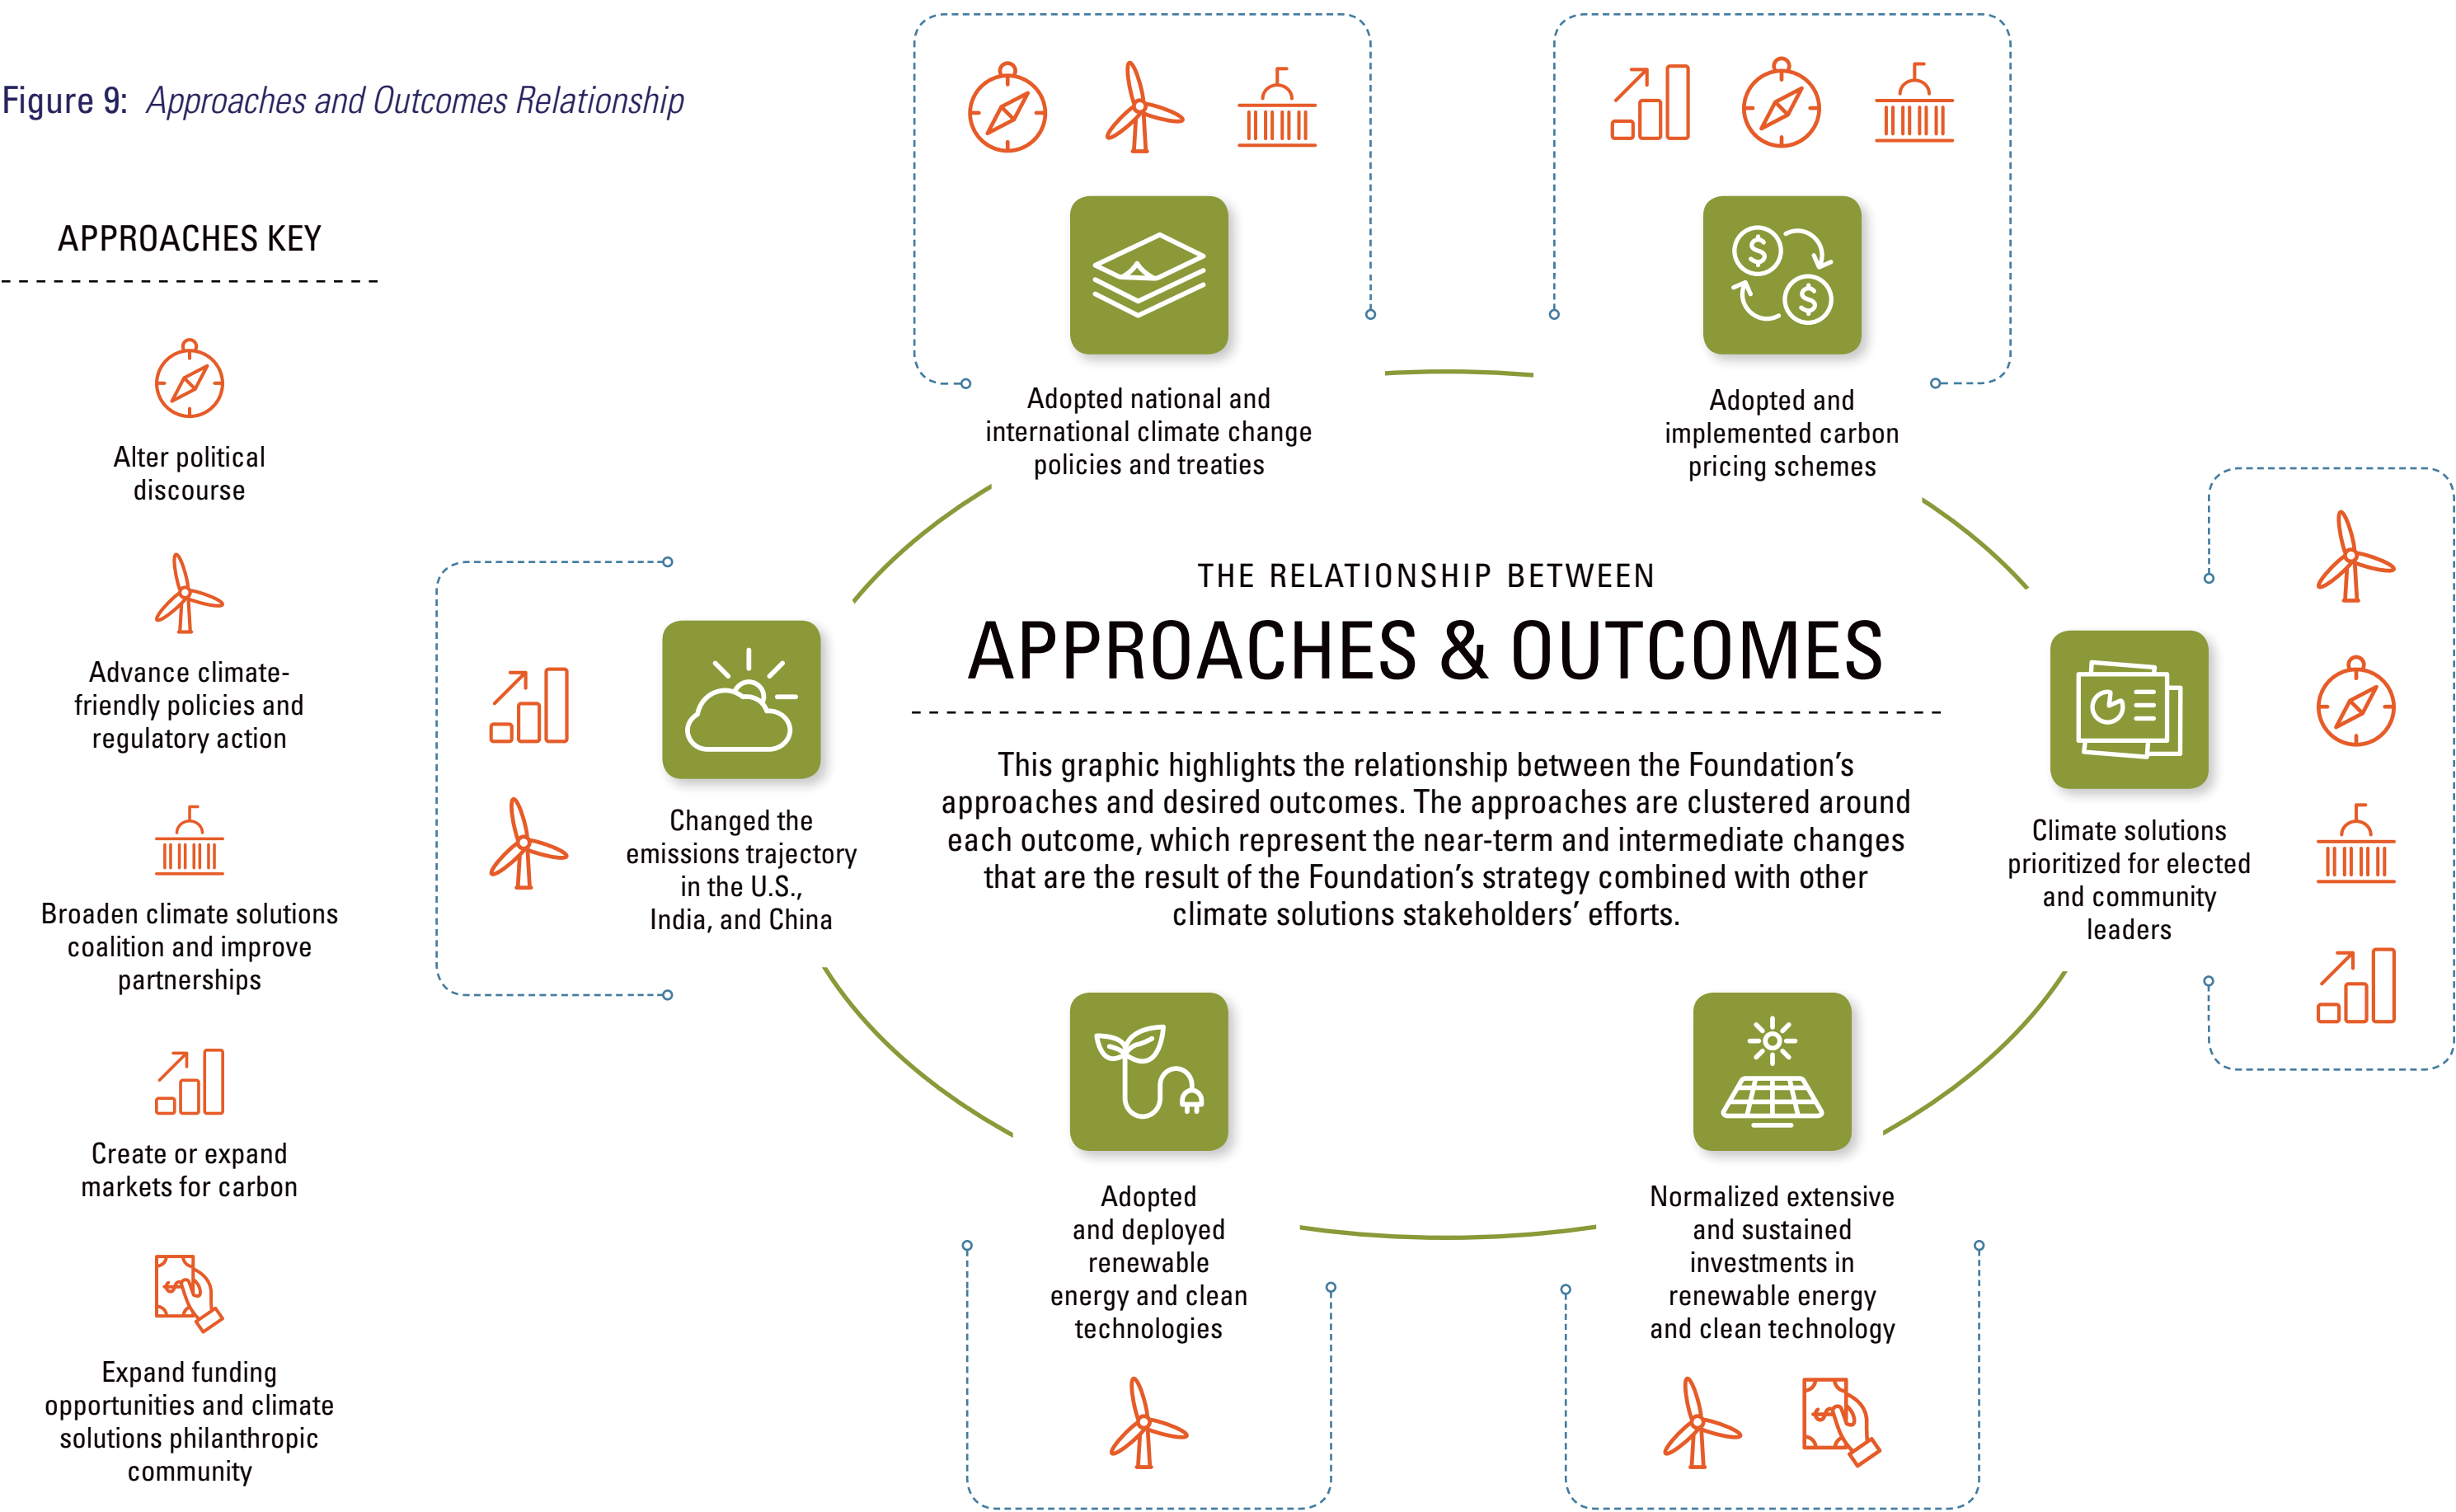 Figure 9: Approaches and Outcomes Relationship
APPROACHES KEY
Alter political
discourse
Advance climate-
friendly policies and
regulatory action
Broaden climate solutions
coalition and improve
partnerships
Create or expand
markets for carbon
Expand funding
opportunities and climate
solutions philanthropic
community
Adopted national and
international climate change
policies and treaties
Adopted and
implemented carbon
pricing schemes
THE RELATIONSHIP BETWEEN
APPROACHES & OUTCOMES
This graphic highlights the relationship between the Foundation’s
approaches and desired outcomes. The approaches are clustered around
each outcome, which represent the near-term and intermediate changes
that are the result of the Foundation’s strategy combined with other
climate solutions stakeholders’ efforts.
Changed the
emissions trajectory
in the U.S.,
India, and China
Climate solutions
prioritized for elected
and community
leaders
Adopted
and deployed
renewable
energy and clean
technologies
Normalized extensive
and sustained
investments in
renewable energy
and clean technology